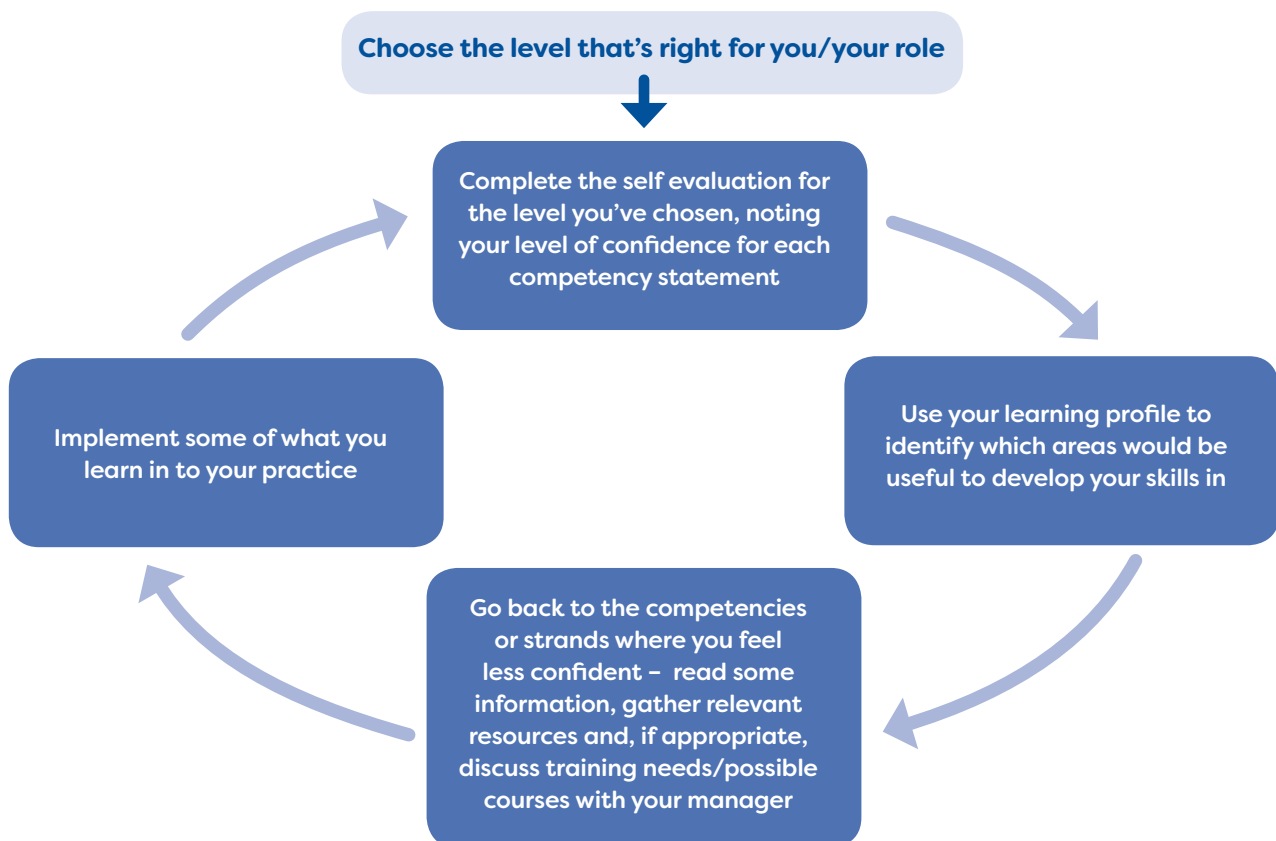 Choose the level that's right for you/your role
Complete the self evaluation for
the level you've chosen, noting
your level of confidence for each
competency statement
Use your learning profile to
identify which areas would be
useful to develop your skills in
Go back to the competencies
or strands where you feel
less confident – read some
information, gather relevant
resources and, if appropriate,
discuss training needs/possible
courses with your manager
Implement some of what you
learn in to your practice